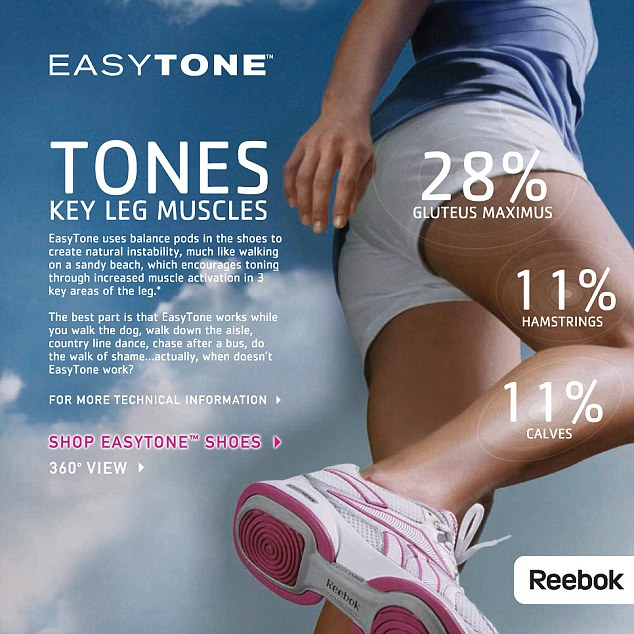 EASYTONE™
TONES
KEY LEG MUSCLES
EasyTone uses balance pods in the shoes to
create natural instability, much like walking
on a sandy beach, which encourages toning
through increased muscle activation in 3
key areas of the leg.*
The best part is that EasyTone works while
you walk the dog, walk down the aisle,
country line dance, chase after a bus, do
the walk of shame...actually, when doesn't
EasyTone work?
FOR MORE TECHNICAL INFORMATION
SHOP EASYTONE™ SHOES
360° VIEW
28%
GLUTEUS MAXIMUS
11%
HAMSTRINGS
11%
CALVES
Reebok
Reebok